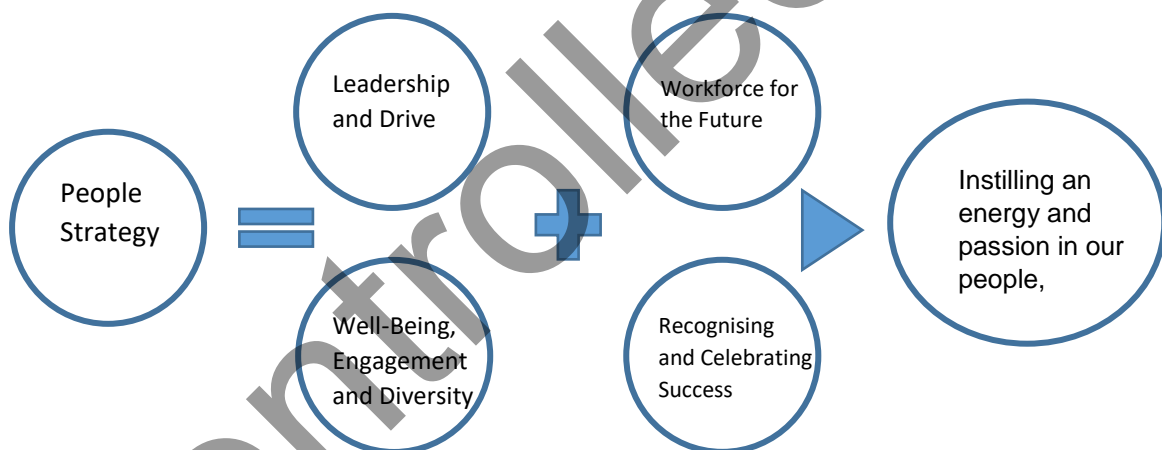 People
Strategy
Leadership
and Drive
Well-Being,
Engagement
and Diversity
Workforce for
the Future
Recognising
and Celebrating
Success
Instilling an
energy and
passion in our
people,
ntrolled